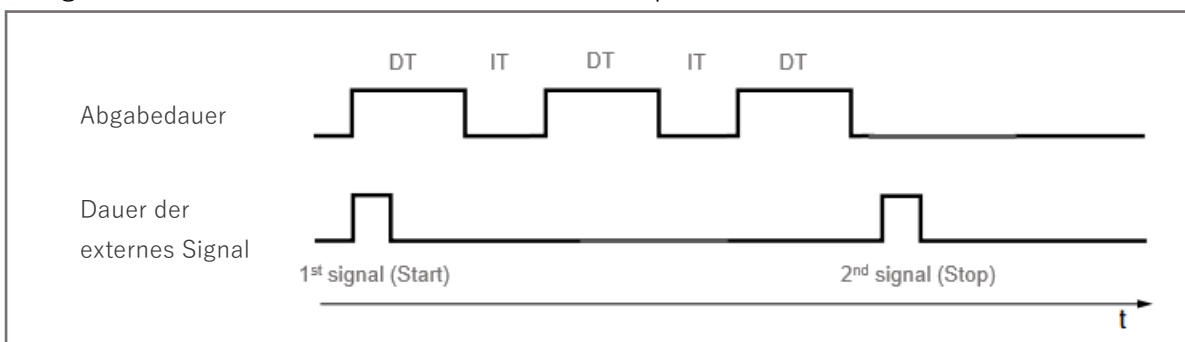 DT IT DT IT DT
Abgabedauer
Dauer der
externes Signal
1st signal (Start) 2nd signal (Stop)
t